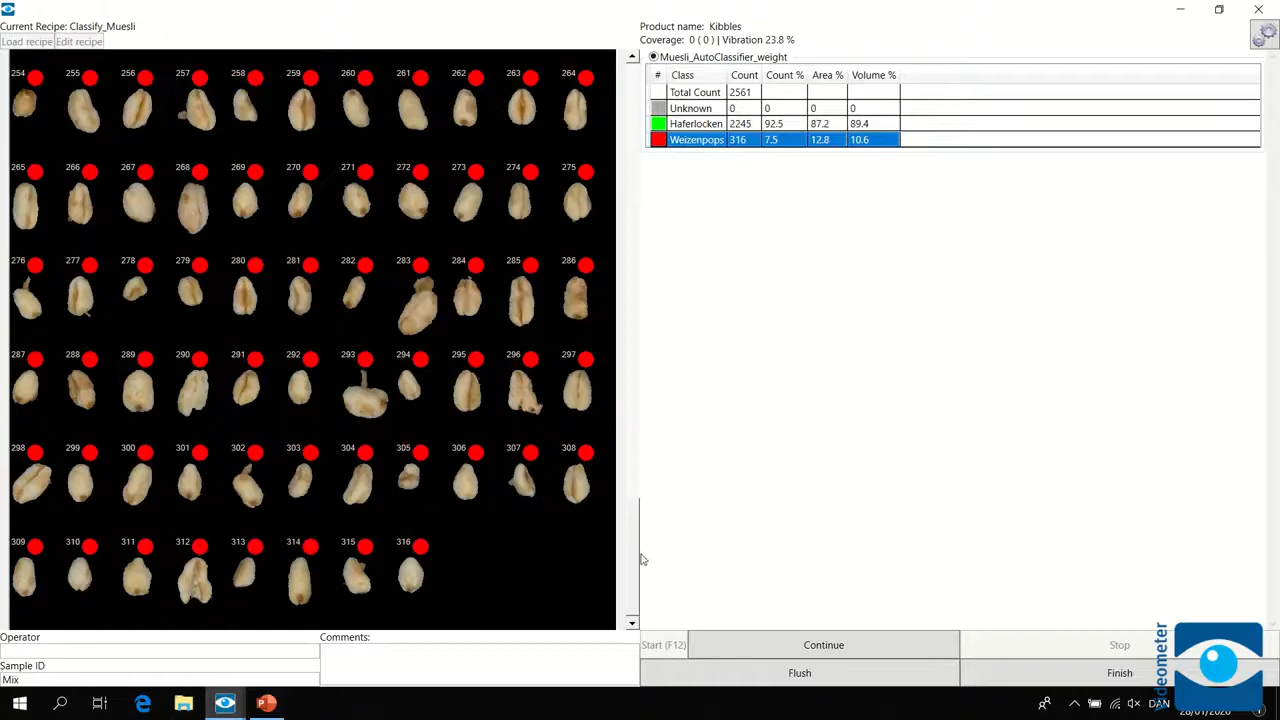 Current Recipe: Classify_Muesli
Load recipe Edit recipe
Product name: Kibbles
Coverage: 0 ( 0 ) | Vibration 23.8 %
Muesli_AutoClassifier_weight
# Class Count Count % Area % Volume %
Total Count 2561
Unknown 0 0 0 0
Haferlocken 2245 92.5 87.2 89.4
Weizenpops 316 7.5 12.8 10.6
254 255 256 257 258 259 260 261 262 263 264
265 266 267 268 269 270 271 272 273 274 275
276 277 278 279 280 281 282 283 284 285 286
287 288 289 290 291 292 293 294 295 296 297
298 299 300 301 302 303 304 305 306 307 308
309 310 311 312 313 314 315 316
Operator
Comments:
Sample ID
Mix
Start (F12) Continue Stop
Flush Finish
videometer
DAN
28/01/2020